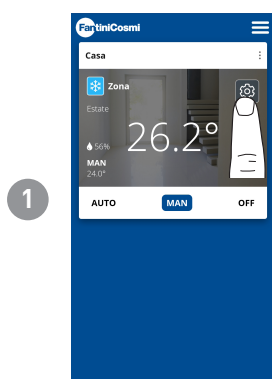 FantiniCosmi
Casa
Zona
Estate
56%
26.2°
MAN
24.0°
AUTO MAN OFF
1